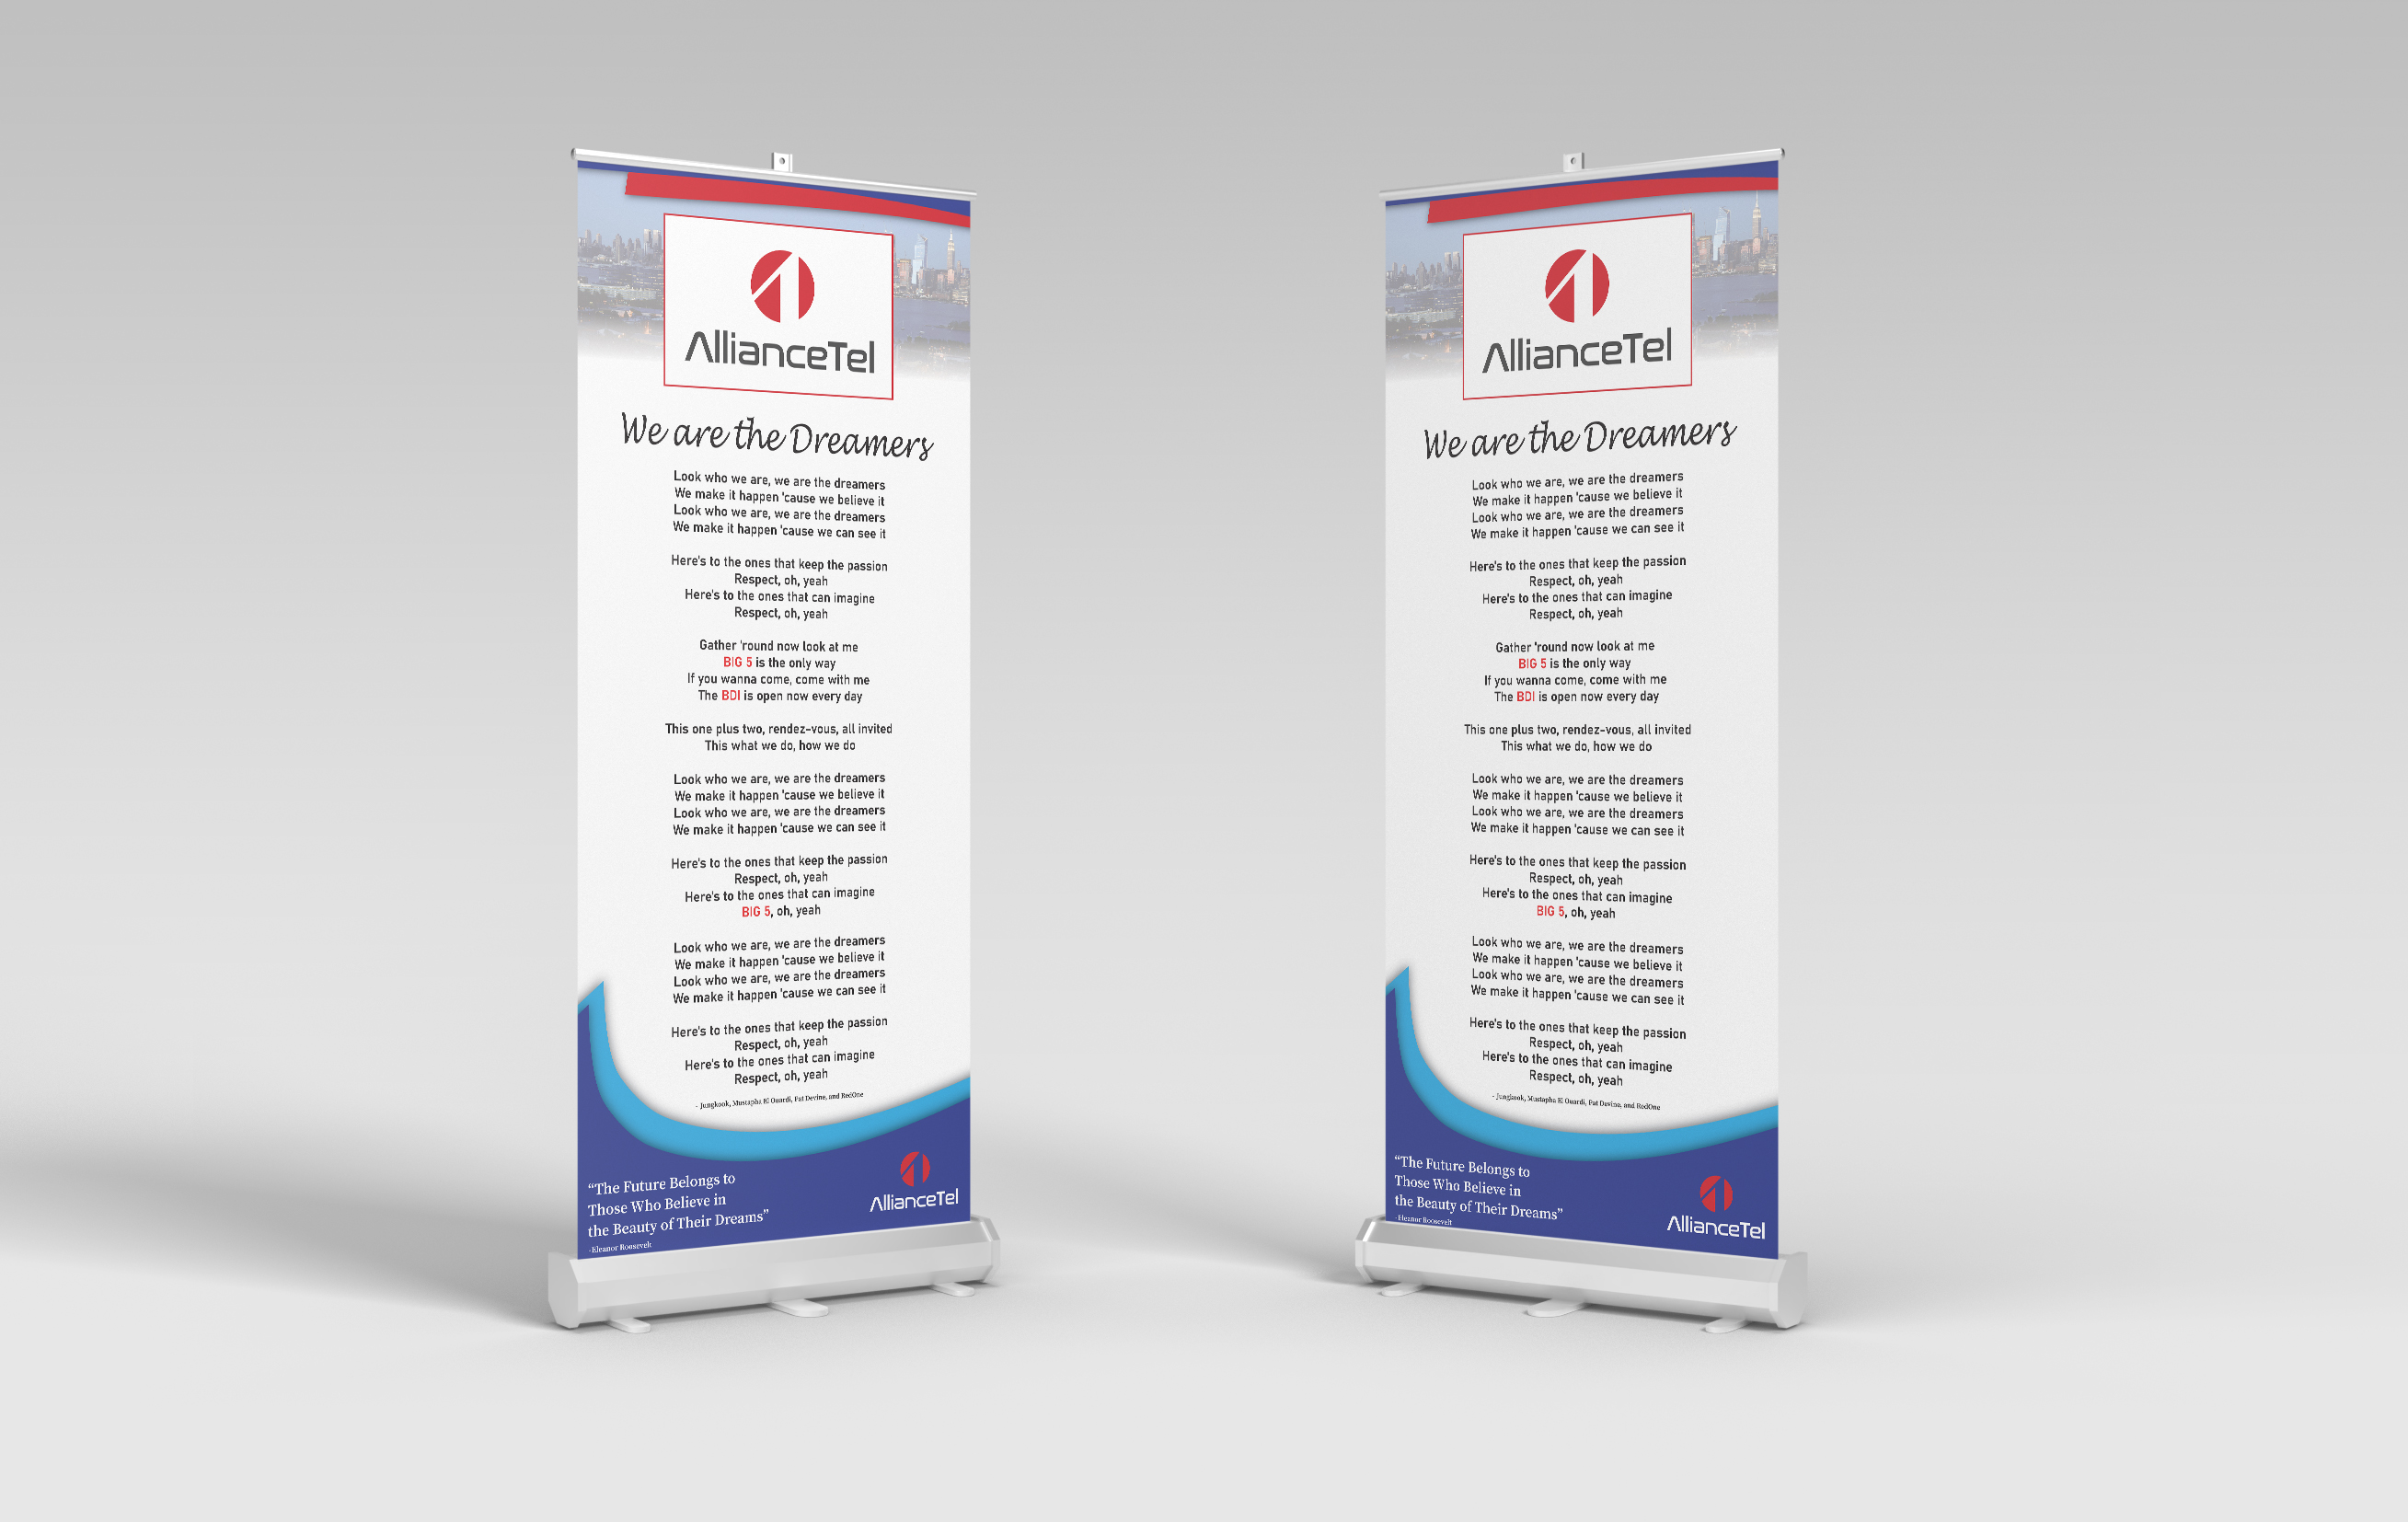 AllianceTel
We are the Dreamers
Look who we are, we are the dreamers
We make it happen 'cause we believe it
Look who we are, we are the dreamers
We make it happen 'cause we can see it
Here's to the ones that keep the passion
Respect, oh, yeah
Here's to the ones that can imagine
Respect, oh, yeah
Gather 'round now look at me
BIG 5 is the only way
If you wanna come, come with me
The BDI is open now every day
This one plus two, rendez-vous, all invited
This what we do, how we do
Look who we are, we are the dreamers
We make it happen 'cause we believe it
Look who we are, we are the dreamers
We make it happen 'cause we can see it
Here's to the ones that keep the passion
Respect, oh, yeah
Here's to the ones that can imagine
BIG 5, oh, yeah
Look who we are, we are the dreamers
We make it happen 'cause we believe it
Look who we are, we are the dreamers
We make it happen 'cause we can see it
Here's to the ones that keep the passion
Respect, oh, yeah
Here's to the ones that can imagine
Respect, oh, yeah
- Jungkook, Mustapha El Ouardi, Pat Devine, and RedOne
“The Future Belongs to
Those Who Believe in
the Beauty of Their Dreams”
-Eleanor Roosevelt
AllianceTel
AllianceTel
We are the Dreamers
Look who we are, we are the dreamers
We make it happen 'cause we believe it
Look who we are, we are the dreamers
We make it happen 'cause we can see it
Here's to the ones that keep the passion
Respect, oh, yeah
Here's to the ones that can imagine
Respect, oh, yeah
Gather 'round now look at me
BIG 5 is the only way
If you wanna come, come with me
The BDI is open now every day
This one plus two, rendez-vous, all invited
This what we do, how we do
Look who we are, we are the dreamers
We make it happen 'cause we believe it
Look who we are, we are the dreamers
We make it happen 'cause we can see it
Here's to the ones that keep the passion
Respect, oh, yeah
Here's to the ones that can imagine
BIG 5, oh, yeah
Look who we are, we are the dreamers
We make it happen 'cause we believe it
Look who we are, we are the dreamers
We make it happen 'cause we can see it
Here's to the ones that keep the passion
Respect, oh, yeah
Here's to the ones that can imagine
Respect, oh, yeah
- Jungkook, Mustapha El Ouardi, Pat Devine, and RedOne
“The Future Belongs to
Those Who Believe in
the Beauty of Their Dreams”
-Eleanor Roosevelt
AllianceTel